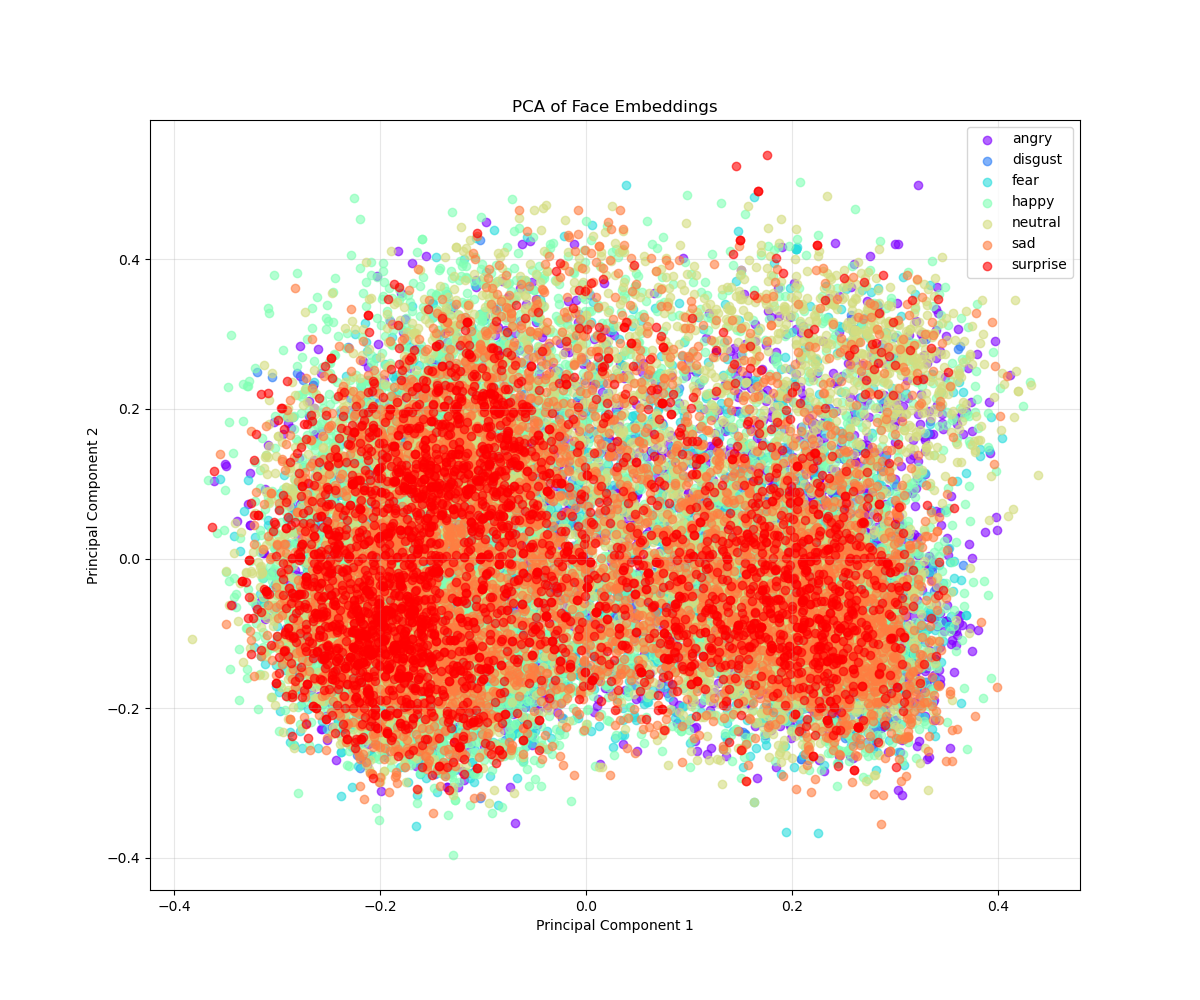 PCA of Face Embeddings
angry
disgust
fear
happy
neutral
sad
surprise
0.4
0.2
0.0
−0.2
−0.4
Principal Component 2
−0.4
−0.2
0.0
0.2
0.4
Principal Component 1